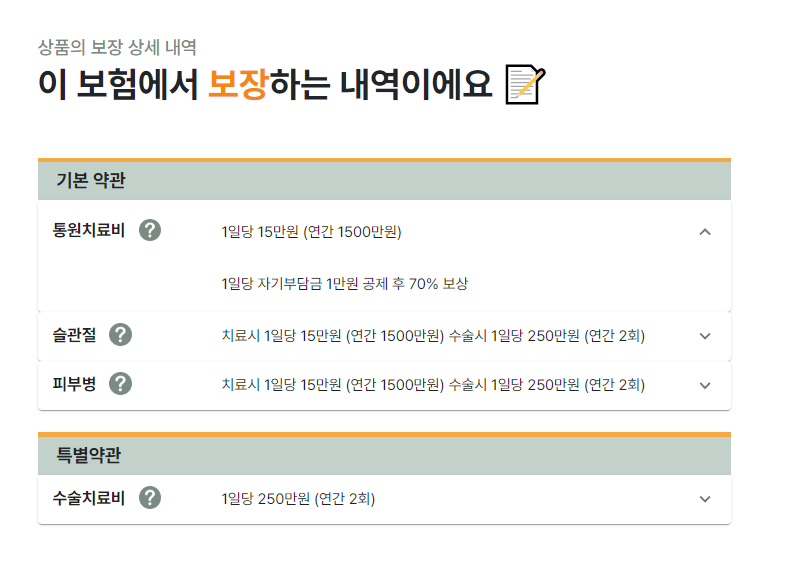 상품의 보장 상세 내역
이 보험에서 보장하는 내역이에요 📝
기본 약관
통원치료비 ? 1일당 15만원 (연간 1500만원)
1일당 자기부담금 1만원 공제 후 70% 보상
슬관절 ? 치료시 1일당 15만원 (연간 1500만원) 수술시 1일당 250만원 (연간 2회)
피부병 ? 치료시 1일당 15만원 (연간 1500만원) 수술시 1일당 250만원 (연간 2회)
특별약관
수술치료비 ? 1일당 250만원 (연간 2회)